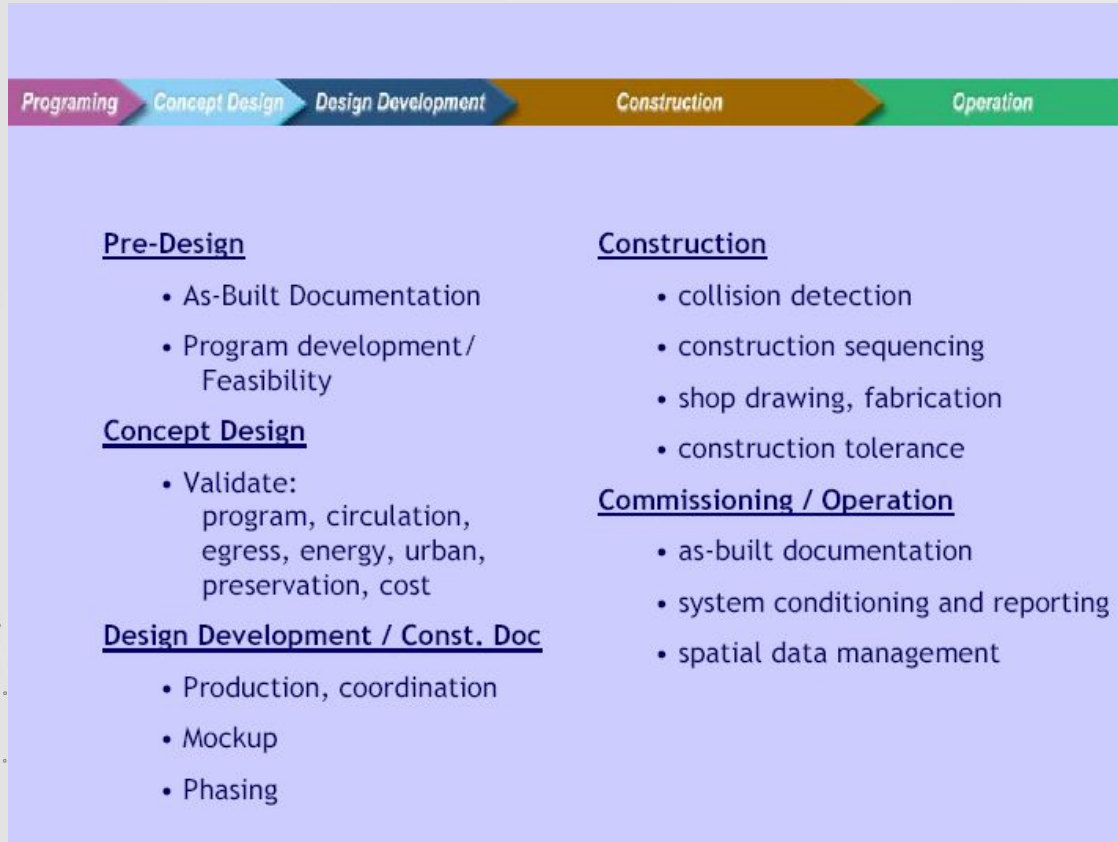 Programing Concept Design Design Development Construction Operation
Pre-Design
• As-Built Documentation
• Program development/
Feasibility
Concept Design
• Validate:
program, circulation,
egress, energy, urban,
preservation, cost
Design Development / Const. Doc
• Production, coordination
• Mockup
• Phasing
Construction
• collision detection
• construction sequencing
• shop drawing, fabrication
• construction tolerance
Commissioning / Operation
• as-built documentation
• system conditioning and reporting
• spatial data management